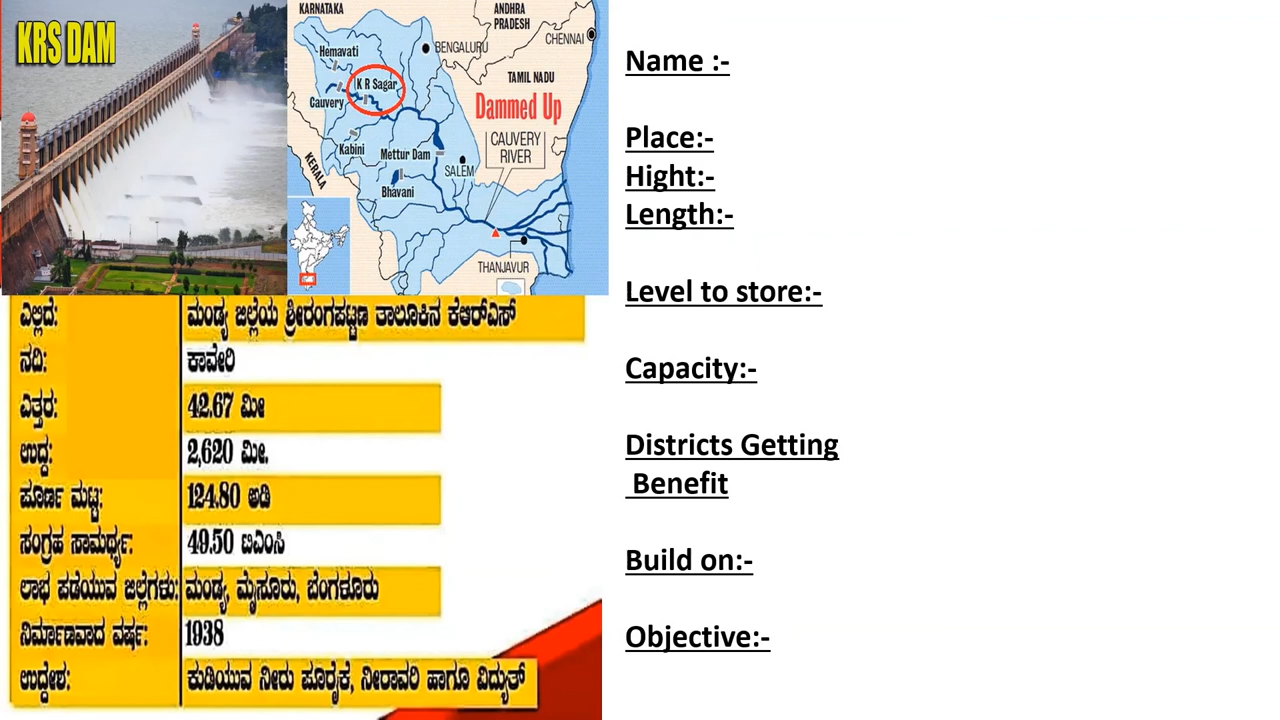 KRS DAM
KARNATAKA
ANDHRA
PRADESH
CHENNAI
BENGALURU
Hemavati
K R Sagar
TAMIL NADU
Cauvery
Dammed Up
CAUVERY
RIVER
Kabini
Mettur Dam
SALEM
KERALA
Bhavani
THANJAVUR
ಎಲ್ಲಿದೆ: ಮಂಡ್ಯ ಜಿಲ್ಲೆಯ ಶ್ರೀರಂಗಪಟ್ಟಣ ತಾಲೂಕಿನ ಕೆಆರ್‌ಎಸ್
ನದಿ: ಕಾವೇರಿ
ಎತ್ತರ: 42.67 ಮೀ
ಉದ್ದ: 2,620 ಮೀ.
ಪೂರ್ಣ ಮಟ್ಟ: 124.80 ಅಡಿ
ಸಂಗ್ರಹ ಸಾಮರ್ಥ್ಯ: 49.50 ಟಿಎಂಸಿ
ಲಾಭ ಪಡೆಯುವ ಜಿಲ್ಲೆಗಳು: ಮಂಡ್ಯ, ಮೈಸೂರು, ಬೆಂಗಳೂರು
ನಿರ್ಮಾಣವಾದ ವರ್ಷ: 1938
ಉದ್ದೇಶ: ಕುಡಿಯುವ ನೀರು ಪೂರೈಕೆ, ನೀರಾವರಿ ಹಾಗೂ ವಿದ್ಯುತ್
Name :-
Place:-
Hight:-
Length:-
Level to store:-
Capacity:-
Districts Getting
Benefit
Build on:-
Objective:-